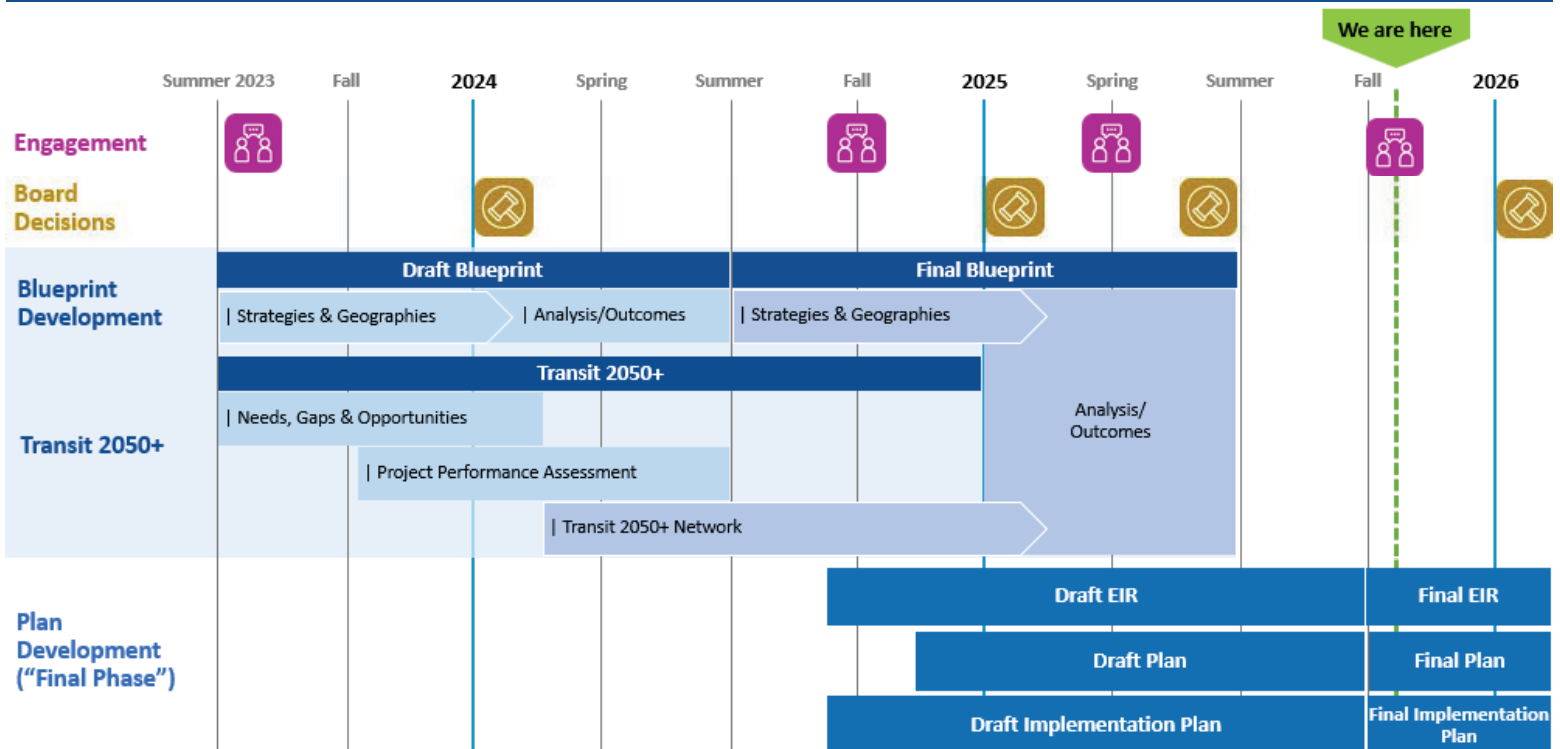 We are here
Summer 2023 Fall 2024 Spring Summer Fall 2025 Spring Summer Fall 2026
Engagement
Board
Decisions
Blueprint
Development
Draft Blueprint Final Blueprint
| Strategies & Geographies | Analysis/Outcomes | Strategies & Geographies
Transit 2050+
Transit 2050+
| Needs, Gaps & Opportunities
| Project Performance Assessment
| Transit 2050+ Network
Analysis/
Outcomes
Plan
Development
("Final Phase")
Draft EIR Final EIR
Draft Plan Final Plan
Draft Implementation Plan Final Implementation
Plan